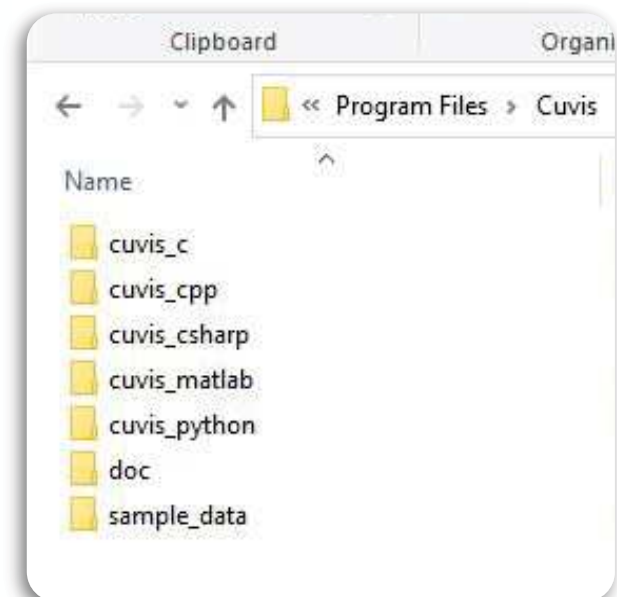 Clipboard Organi
« Program Files › Cuvis
Name
cuvis_c
cuvis_cpp
cuvis_csharp
cuvis_matlab
cuvis_python
doc
sample_data